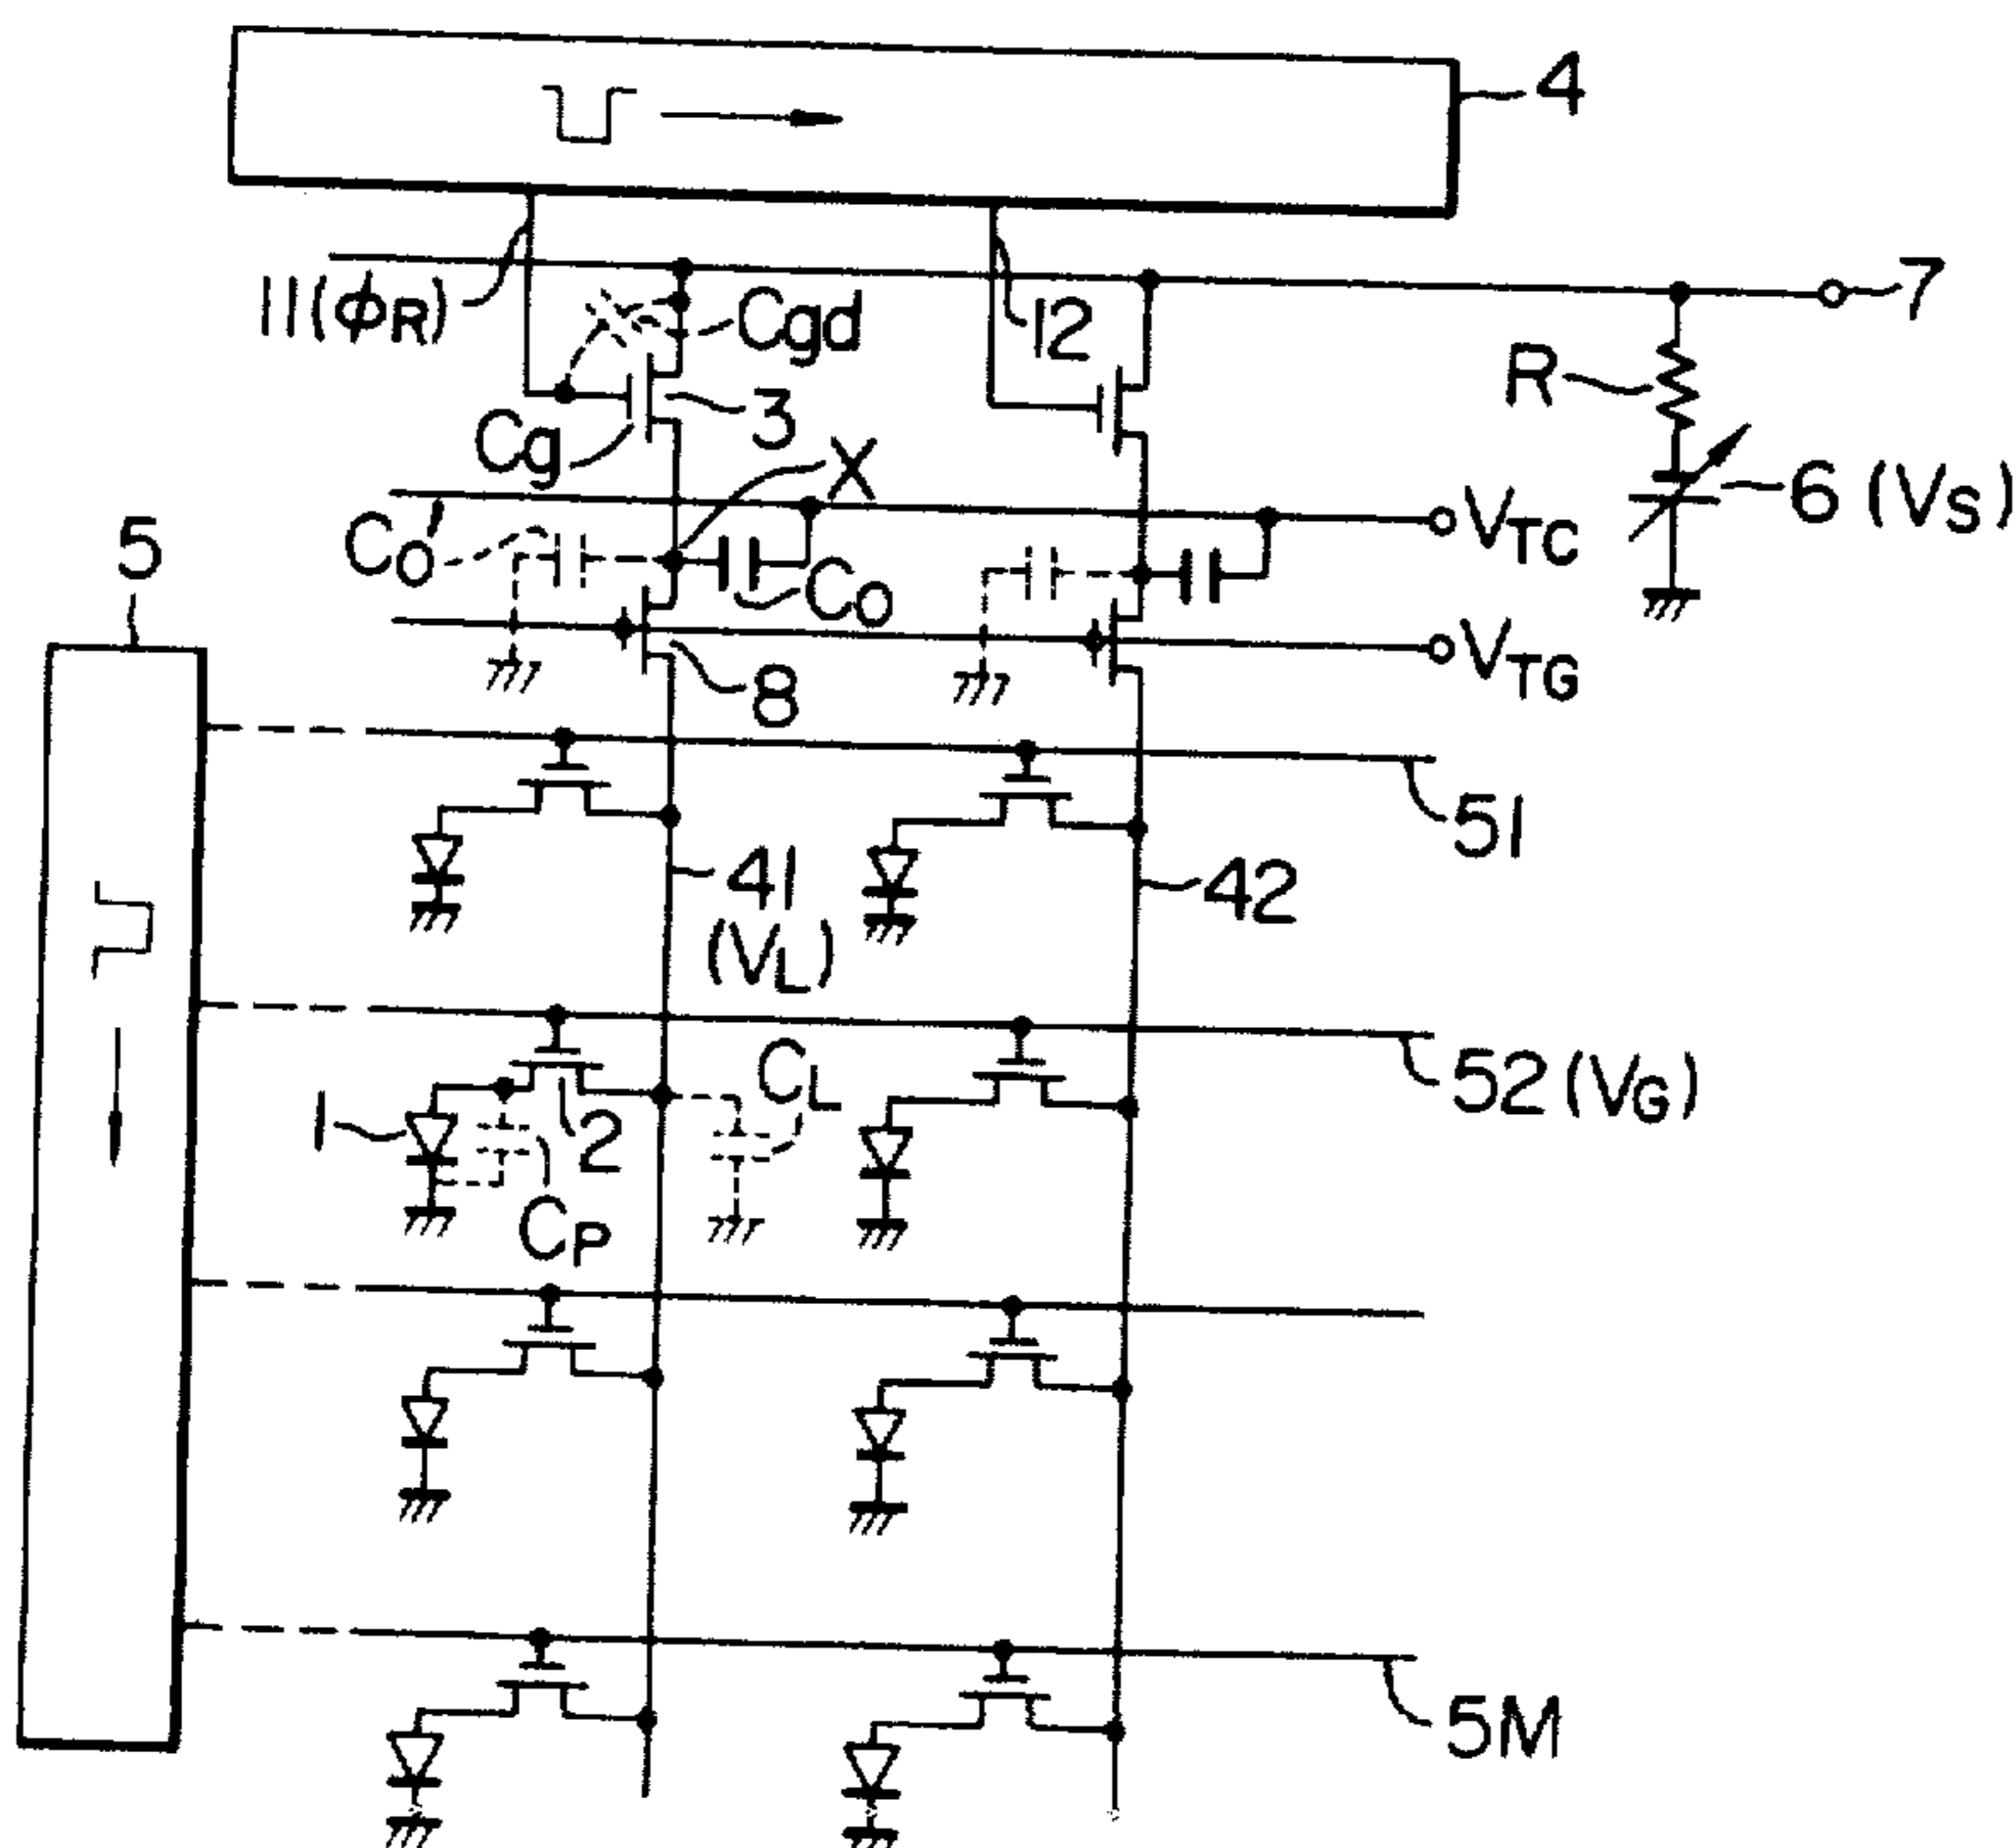 4
7
11(ϕR)
Cgd
12
R
3
Cg
X
6 (VS)
CO'
VTC
5
CO
VTG
8
51
41
42
(VL)
CL
52(VG)
1
2
CP
5M